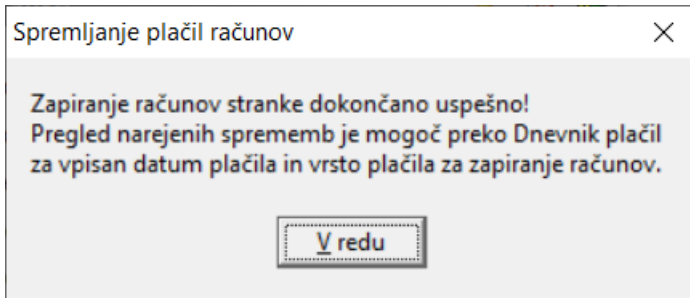 Spremljanje plačil računov
Zapiranje računov stranke dokončano uspešno!
Pregled narejenih sprememb je mogoč preko Dnevnik plačil
za vpisan datum plačila in vrsto plačila za zapiranje računov.
V redu